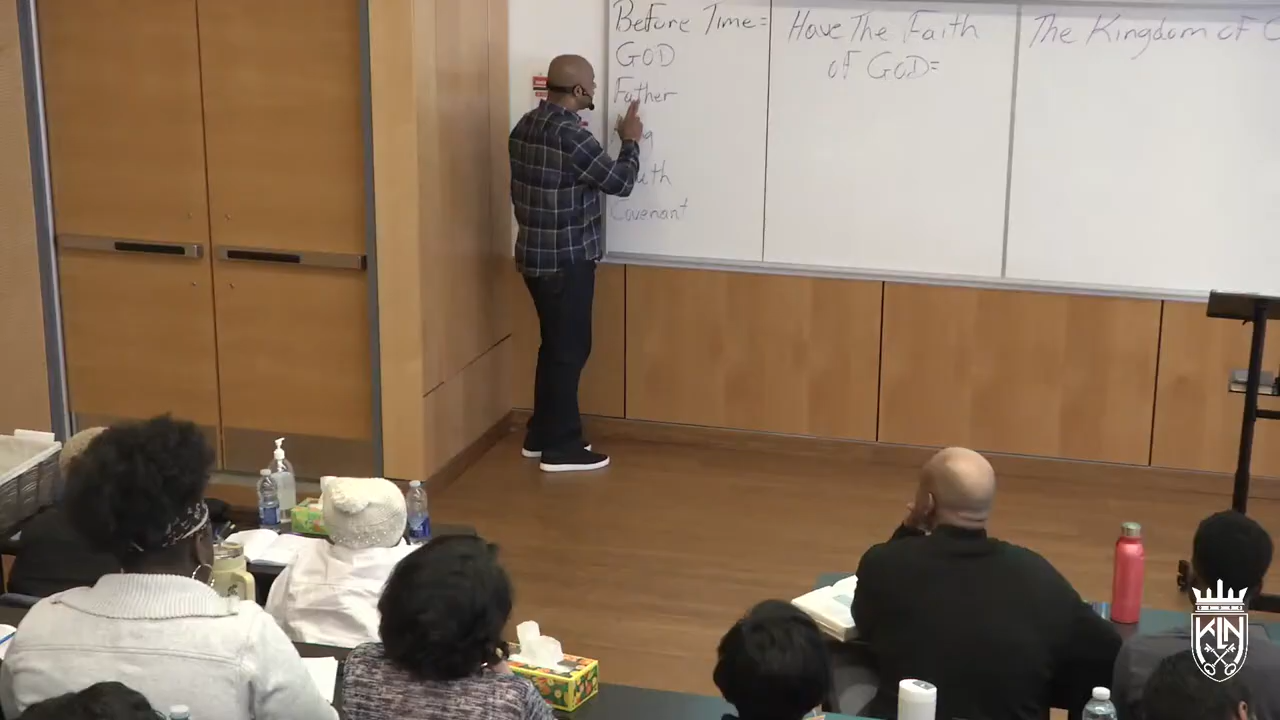 Before Time=
GOD
Father
Covenant
Have The Faith
of GOD=
The Kingdom of
KLN